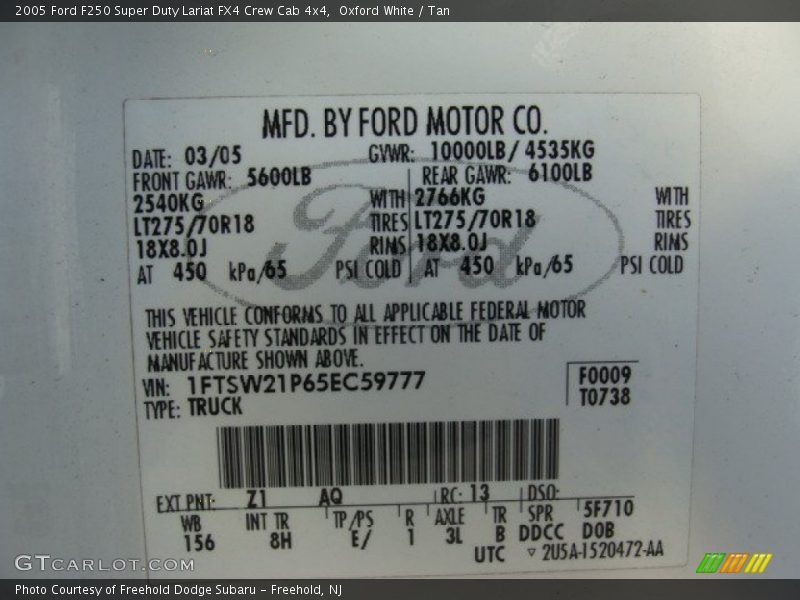 2005 Ford F250 Super Duty Lariat FX4 Crew Cab 4x4,  Oxford White / Tan
MFD. BY FORD MOTOR CO.
DATE: 03/05 GVWR: 10000LB/ 4535KG
FRONT GAWR: 5600LB REAR GAWR: 6100LB
2540KG WITH 2766KG WITH
LT275/70R18 TIRES LT275/70R18 TIRES
18X8.0J RIMS 18X8.0J RIMS
AT 450 kPa/65 PSI COLD AT 450 kPa/65 PSI COLD
Ford
THIS VEHICLE CONFORMS TO ALL APPLICABLE FEDERAL MOTOR
VEHICLE SAFETY STANDARDS IN EFFECT ON THE DATE OF
MANUFACTURE SHOWN ABOVE.
VIN: 1FTSW21P65EC59777 F0009
TYPE: TRUCK T0738
EXT PNT: Z1 AQ RC: 13 DSO:
WB INT TR TP/PS R AXLE TR SPR 5F710
156 8H E/ 1 3L B DDCC D0B
UTC ▽ 2U5A-1520472-AA
GTCARLOT.COM
Photo Courtesy of Freehold Dodge Subaru – Freehold, NJ